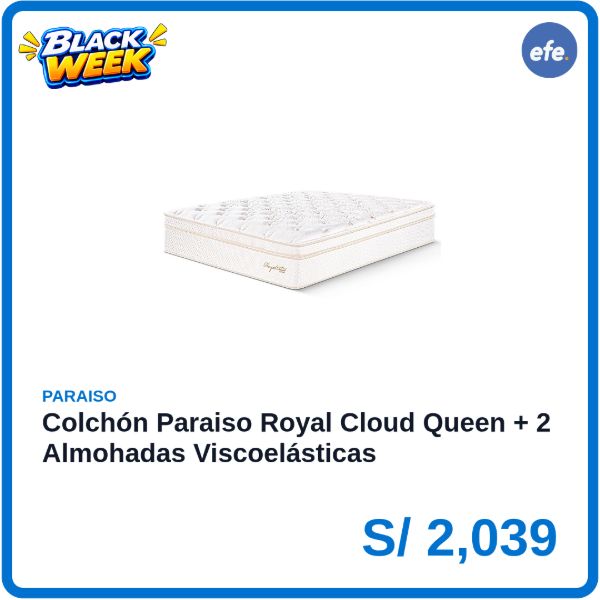 BLACK
WEEK
efe.
PARAISO
Colchón Paraiso Royal Cloud Queen + 2
Almohadas Viscoelásticas
S/ 2,039